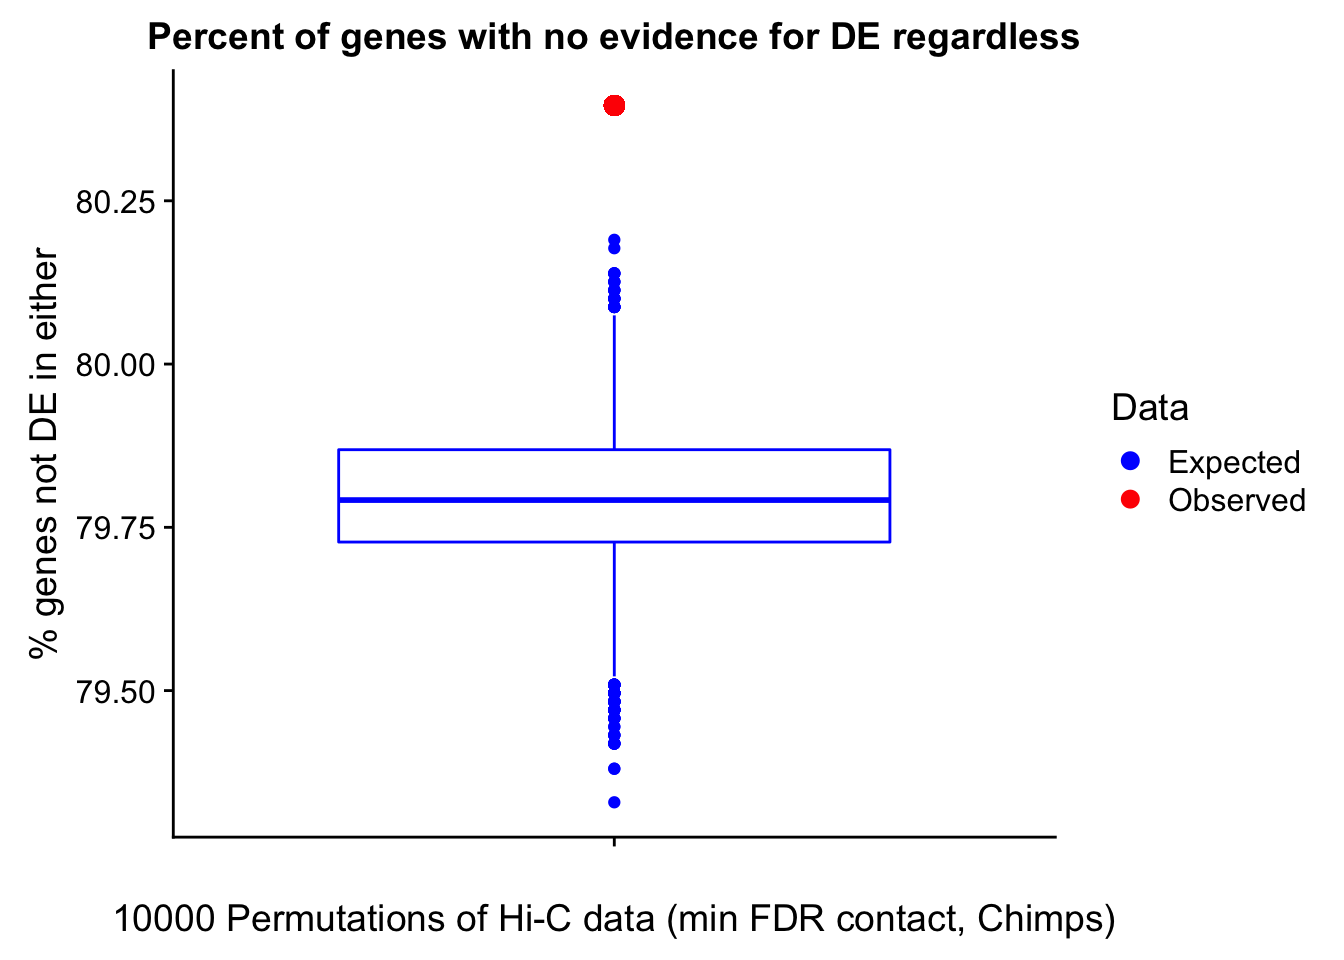 Percent of genes with no evidence for DE regardless
% genes not DE in either
80.25
80.00
79.75
79.50
Data
Expected
Observed
10000 Permutations of Hi-C data (min FDR contact, Chimps)